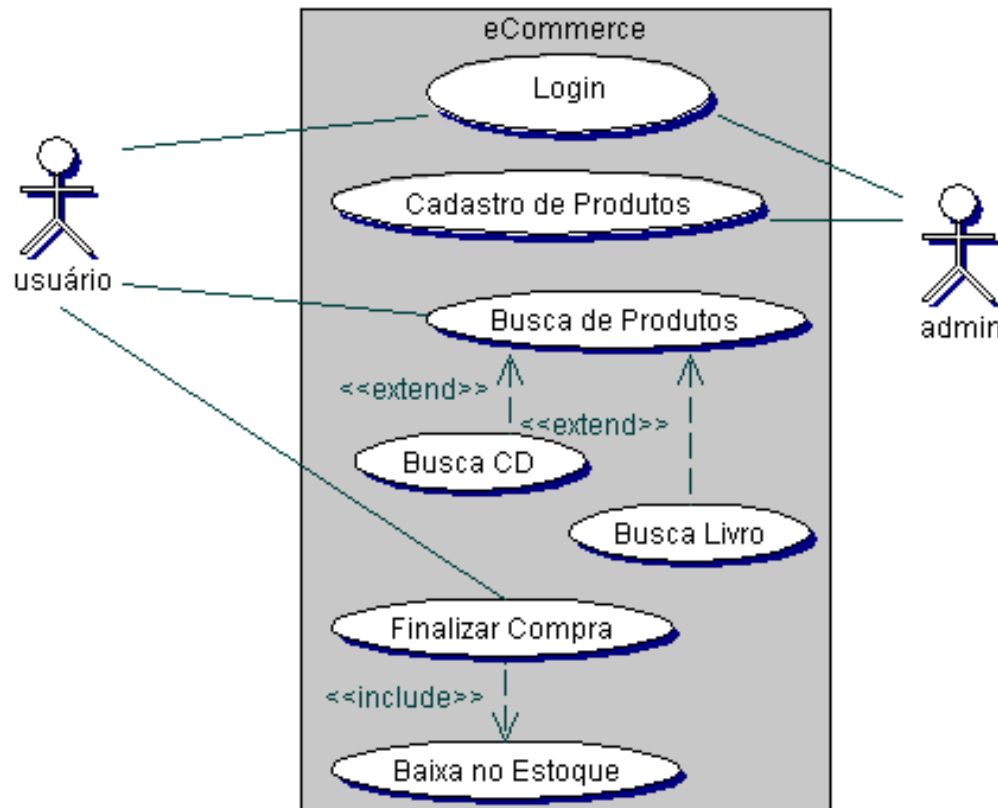 eCommerce
Login
Cadastro de Produtos
usuário
Busca de Produtos
admin
<<extend>>
<<extend>>
Busca CD
Busca Livro
Finalizar Compra
<<include>>
Baixa no Estoque